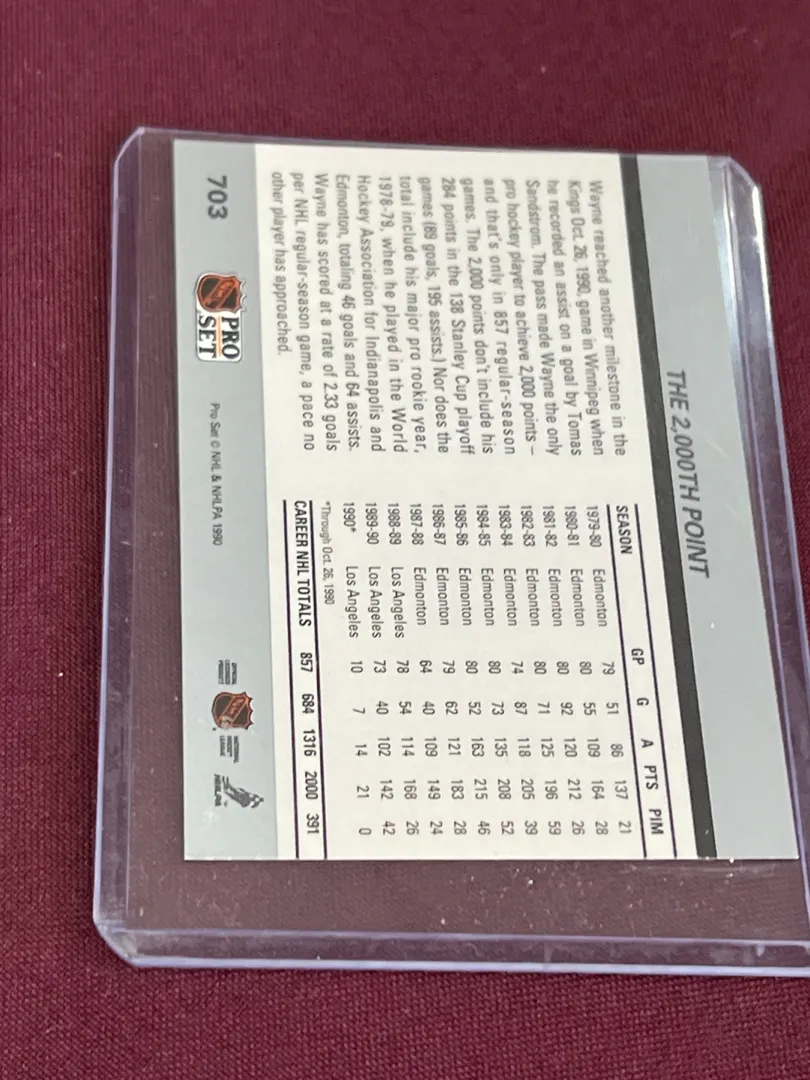 THE 2,000TH POINT
Wayne reached another milestone in the
Kings Oct. 26, 1990, game in Winnipeg when
he recorded an assist on a goal by Tomas
Sandstrom. The pass made Wayne the only
pro hockey player to achieve 2,000 points –
and that's only in 857 regular-season
games. The 2,000 points don't include his
284 points in the 138 Stanley Cup playoff
games (89 goals, 195 assists.) Nor does the
total include his major pro rookie year,
1978-79, when he played in the World
Hockey Association for Indianapolis and
Edmonton, totaling 46 goals and 64 assists.
Wayne has scored at a rate of 2.33 goals
per NHL regular-season game, a pace no
other player has approached.
SEASON GP G A PTS PIM
1979-80 Edmonton 79 51 86 137 21
1980-81 Edmonton 80 55 109 164 28
1981-82 Edmonton 80 92 120 212 26
1982-83 Edmonton 80 71 125 196 59
1983-84 Edmonton 74 87 118 205 39
1984-85 Edmonton 80 73 135 208 52
1985-86 Edmonton 80 52 163 215 46
1986-87 Edmonton 79 62 121 183 28
1987-88 Edmonton 64 40 109 149 24
1988-89 Los Angeles 78 54 114 168 26
1989-90 Los Angeles 73 40 102 142 42
1990* Los Angeles 10 7 14 21 0
*Through Oct. 26, 1990
CAREER NHL TOTALS 857 684 1316 2000 391
703
NHL
PRO
SET
Pro Set © NHL & NHLPA 1990
OFFICIAL
LICENSED
PRODUCT
NHL
NATIONAL
HOCKEY
LEAGUE
NHLPA